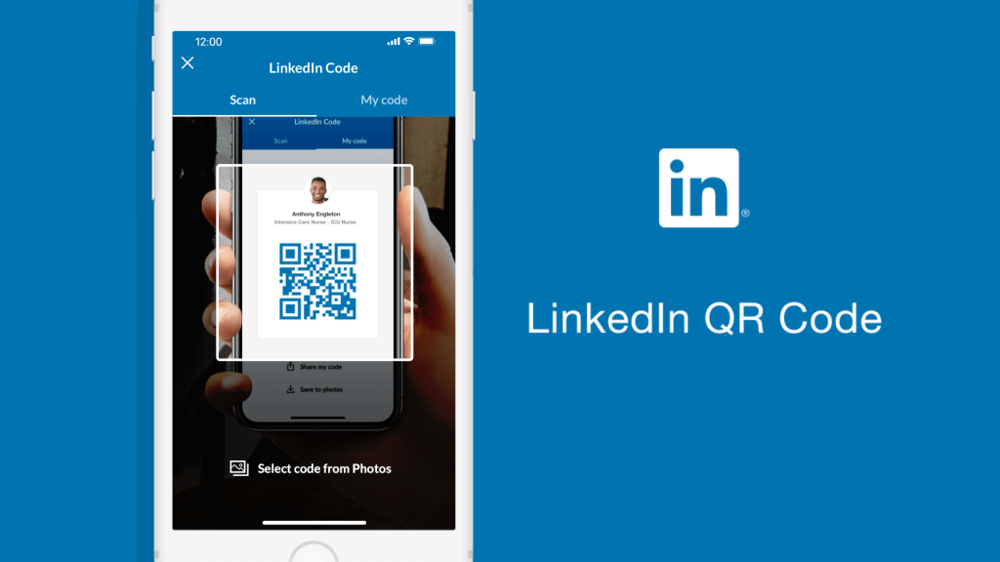 12:00
LinkedIn Code
Scan My code
LinkedIn Code
Scan My code
Anthony Engleton
Intensive Care Nurse - ICU Nurse
Share my code
Save to photos
Select code from Photos
in®
LinkedIn QR Code